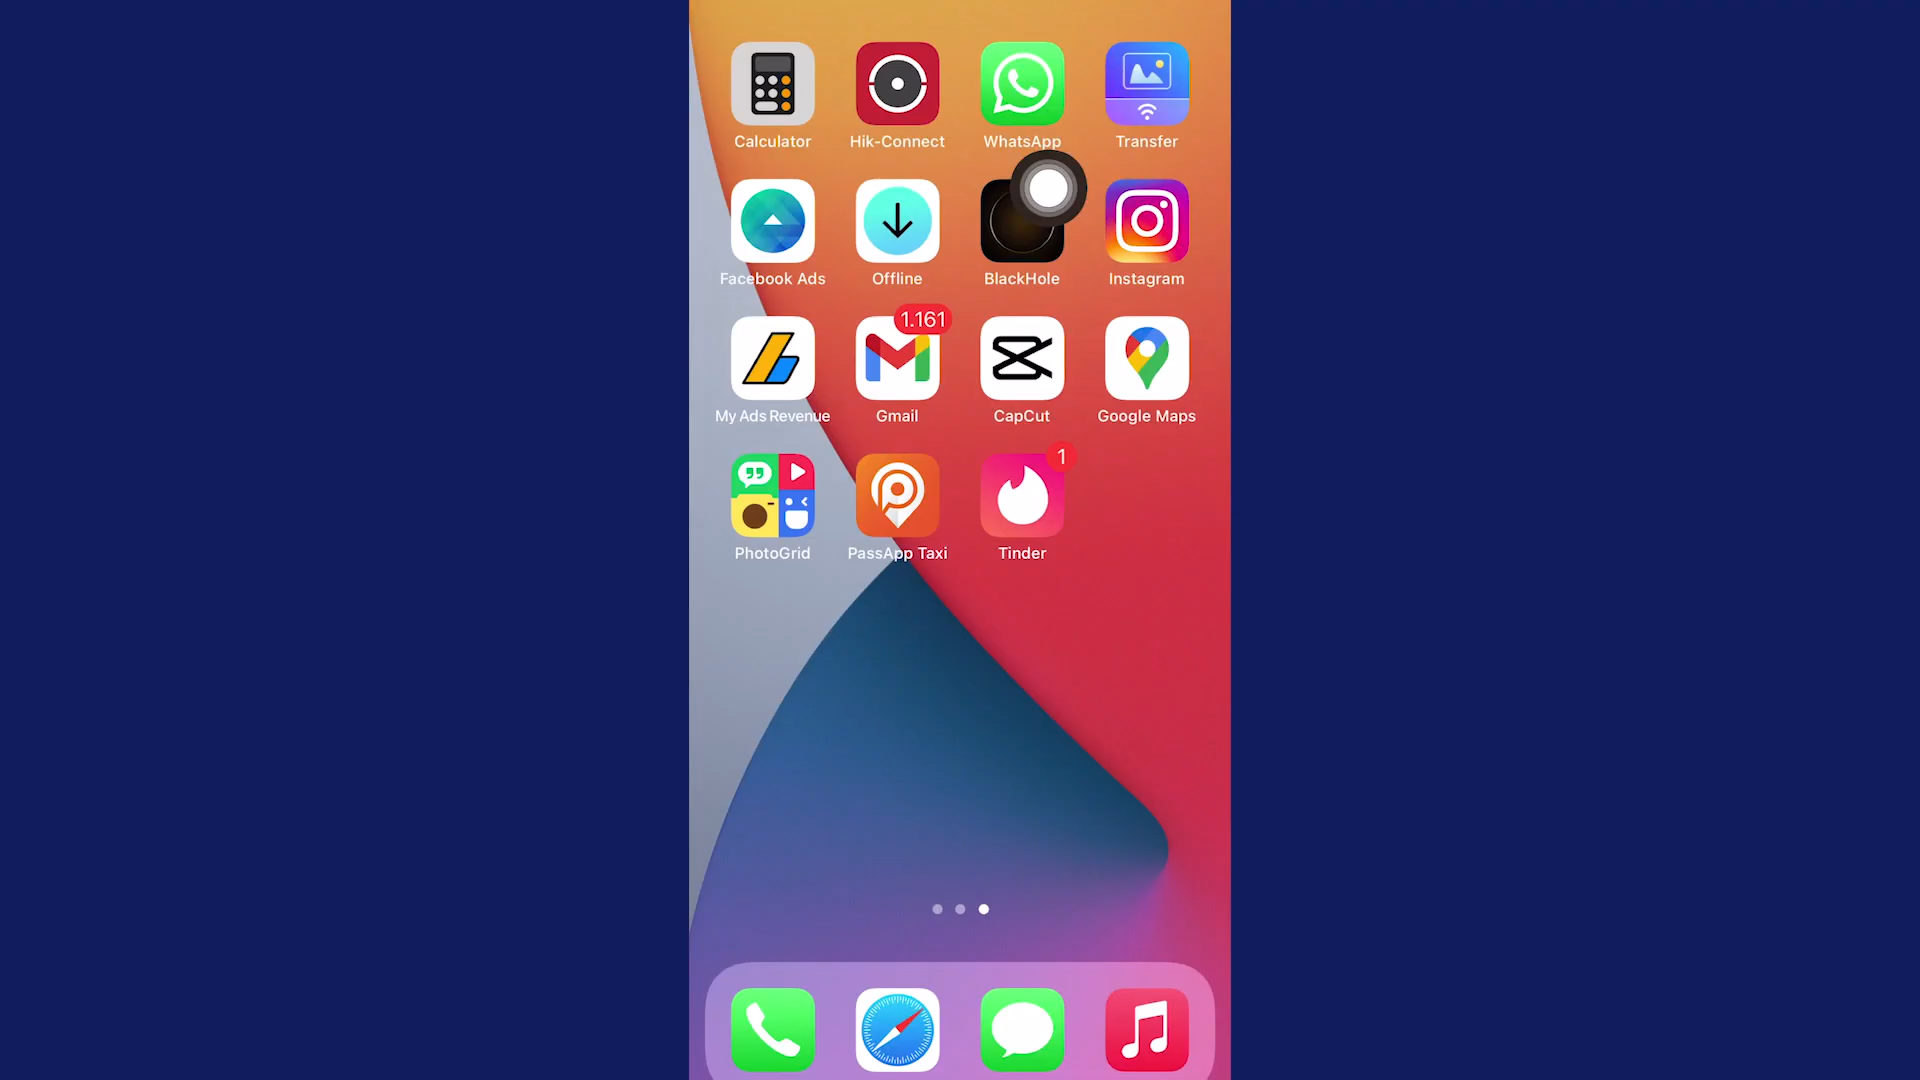 Calculator
Hik-Connect
WhatsApp
Transfer
Facebook Ads
Offline
BlackHole
Instagram
1.161
My Ads Revenue
Gmail
CapCut
Google Maps
1
PhotoGrid
PassApp Taxi
Tinder